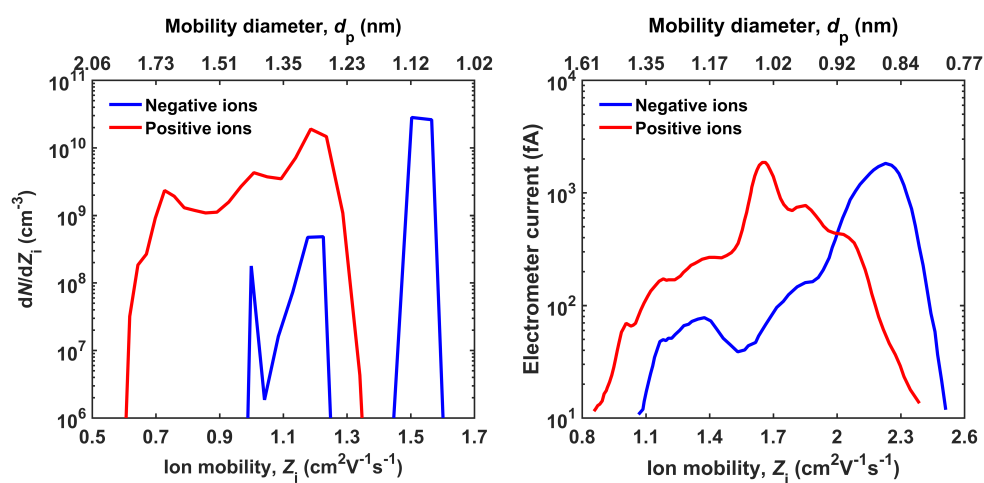 Mobility diameter, dp (nm)
2.06 1.73 1.51 1.35 1.23 1.12 1.02
10^11
10^10
10^9
10^8
10^7
10^6
dN/dZi (cm^-3)
Negative ions
Positive ions
0.5 0.7 0.9 1.1 1.3 1.5 1.7
Ion mobility, Zi (cm^2V^-1s^-1)
Mobility diameter, dp (nm)
1.61 1.35 1.17 1.02 0.92 0.84 0.77
10^4
10^3
10^2
10^1
Electrometer current (fA)
Negative ions
Positive ions
0.8 1.1 1.4 1.7 2 2.3 2.6
Ion mobility, Zi (cm^2V^-1s^-1)